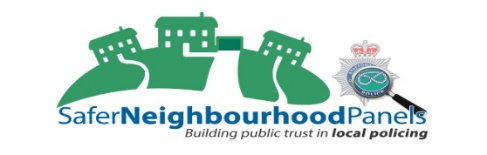 SaferNeighbourhoodPanels
Building public trust in local policing